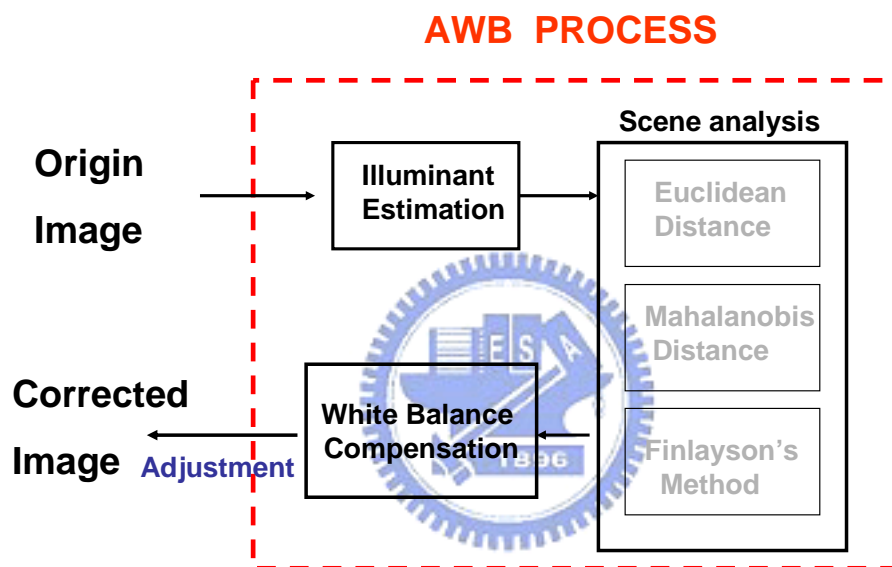 AWB PROCESS
Scene analysis
Origin
Image
Illuminant
Estimation
Euclidean
Distance
Mahalanobis
Distance
Finlayson's
Method
White Balance
Compensation
Corrected
Image
Adjustment
E S A
1896